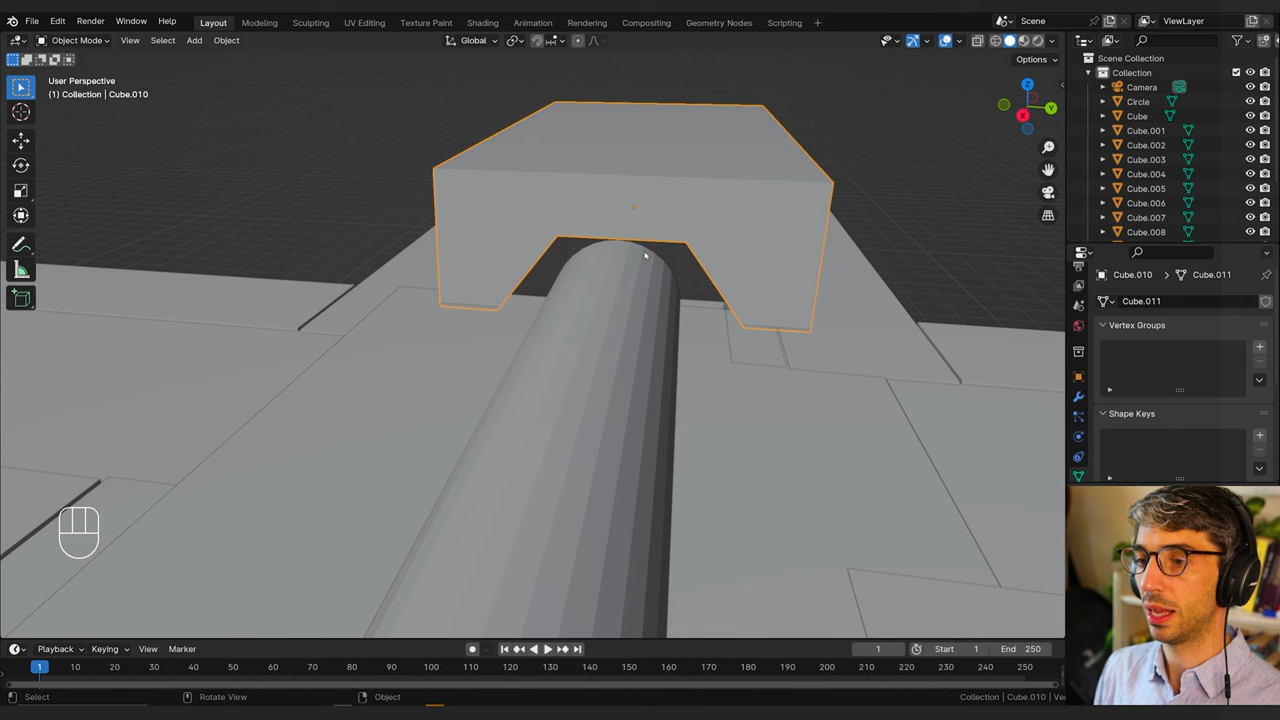 File Edit Render Window Help Layout Modeling Sculpting UV Editing Texture Paint Shading Animation Rendering Compositing Geometry Nodes Scripting + Scene ViewLayer
Object Mode View Select Add Object Global
Options
User Perspective
(1) Collection | Cube.010
Z
Y
X
Scene Collection
Collection
Camera
Circle
Cube
Cube.001
Cube.002
Cube.003
Cube.004
Cube.005
Cube.006
Cube.007
Cube.008
Cube.010 > Cube.011
Cube.011
Vertex Groups
Shape Keys
Playback Keying View Marker 1 Start 1 End 250
1 10 20 30 40 50 60 70 80 90 100 110 120 130 140 150 160 170 180 190 200 210 220 230 240 250
Select Rotate View Object Collection | Cube.010 | Ve